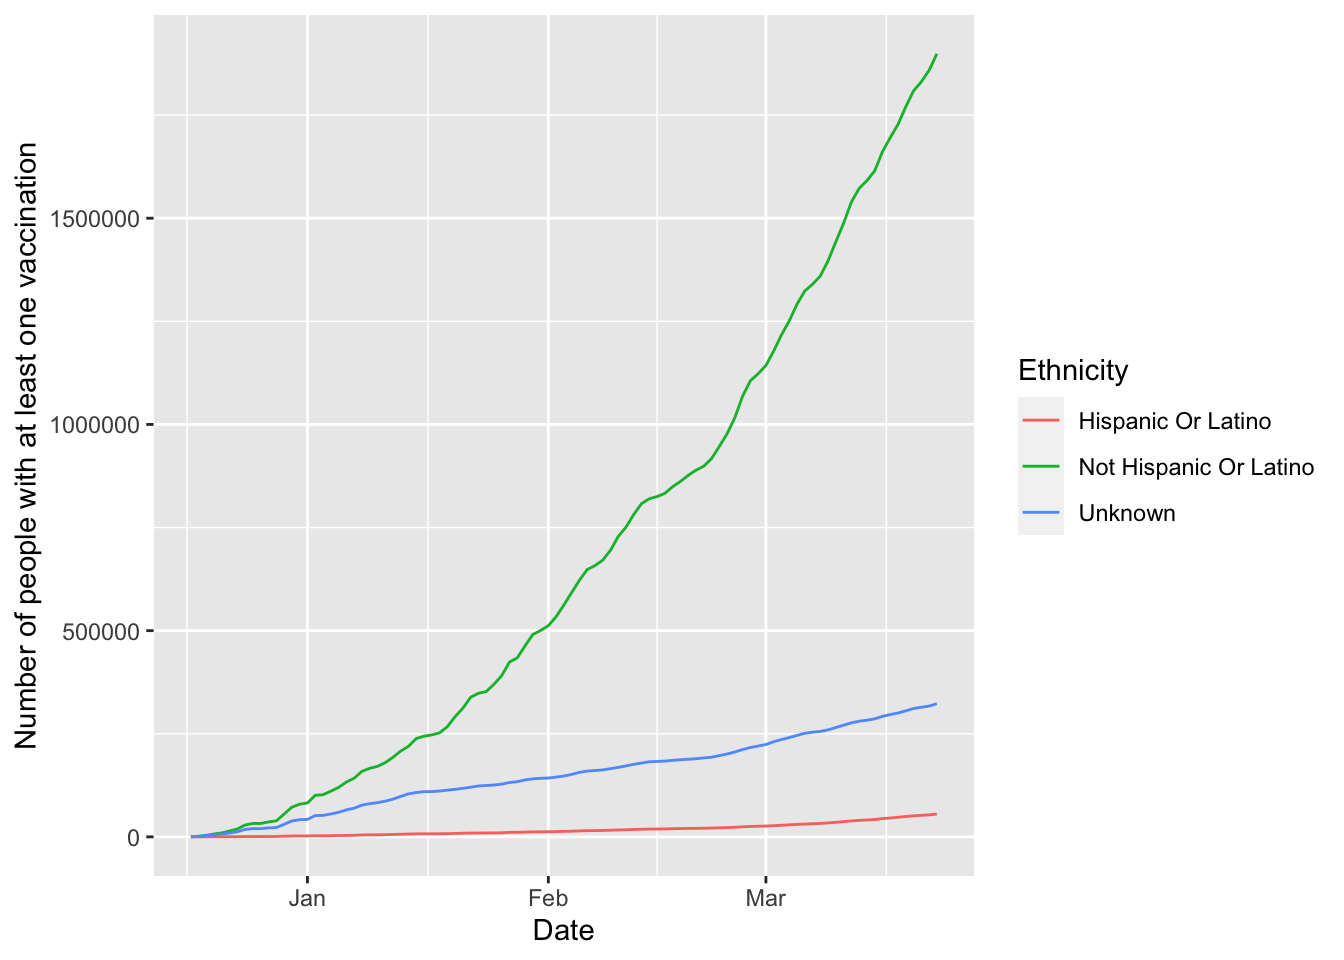 Number of people with at least one vaccination
1500000
1000000
500000
0
Jan
Feb
Mar
Date
Ethnicity
Hispanic Or Latino
Not Hispanic Or Latino
Unknown